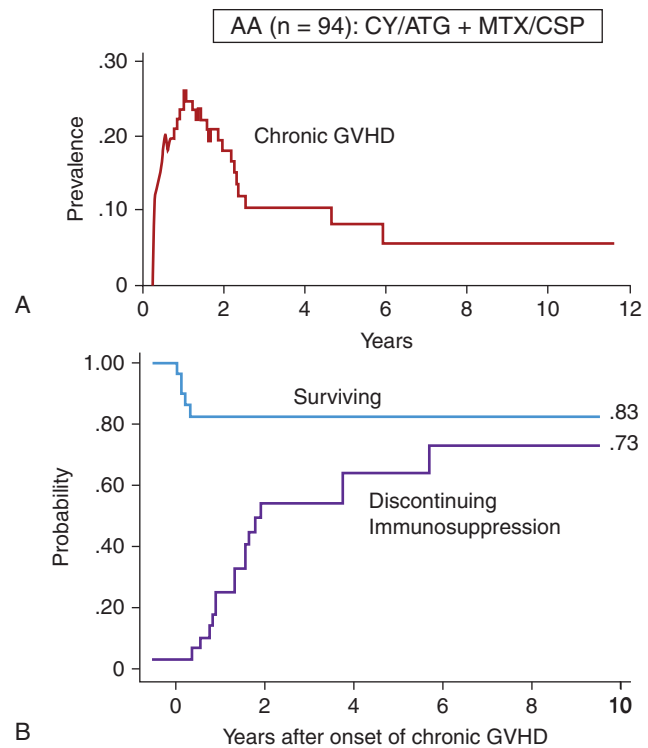 AA (n = 94): CY/ATG + MTX/CSP
.30
.20
.10
0
Prevalence
Chronic GVHD
0 2 4 6 8 10 12
Years
A
1.00
.80
.60
.40
.20
0
Probability
Surviving
.83
.73
Discontinuing
Immunosuppression
0 2 4 6 8 10
Years after onset of chronic GVHD
B